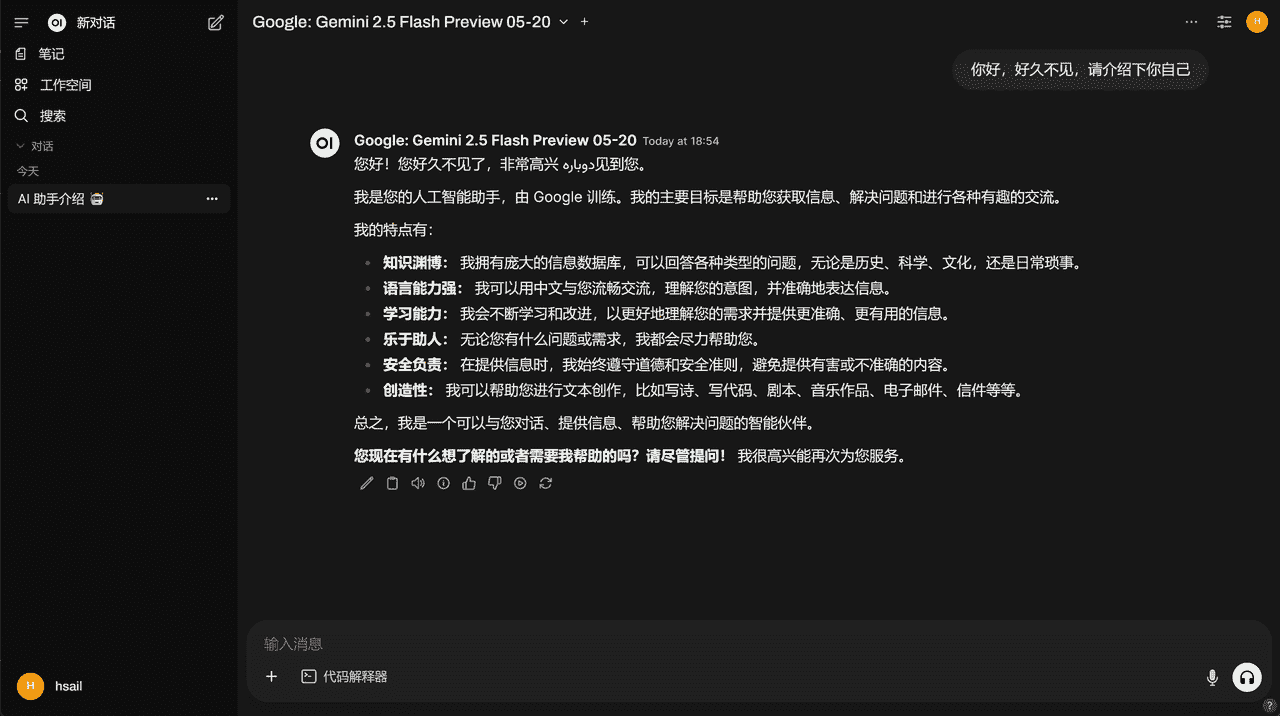 新对话
笔记
工作空间
搜索
对话
今天
AI 助手介绍
Google: Gemini 2.5 Flash Preview 05-20
H
你好，好久不见，请介绍下你自己
OI
Google: Gemini 2.5 Flash Preview 05-20 Today at 18:54
您好！您好久不见了，非常高兴 دوباره见到您。
我是您的人工智能助手，由 Google 训练。我的主要目标是帮助您获取信息、解决问题和进行各种有趣的交流。
我的特点有：
知识渊博： 我拥有庞大的信息数据库，可以回答各种类型的问题，无论是历史、科学、文化，还是日常琐事。
语言能力强： 我可以用中文与您流畅交流，理解您的意图，并准确地表达信息。
学习能力： 我会不断学习和改进，以更好地理解您的需求并提供更准确、更有用的信息。
乐于助人： 无论您有什么问题或需求，我都会尽力帮助您。
安全负责： 在提供信息时，我始终遵守道德和安全准则，避免提供有害或不准确的内容。
创造性： 我可以帮助您进行文本创作，比如写诗、写代码、剧本、音乐作品、电子邮件、信件等等。
总之，我是一个可以与您对话、提供信息、帮助您解决问题的智能伙伴。
您现在有什么想了解的或者需要我帮助的吗？请尽管提问！ 我很高兴能再次为您服务。
输入消息
代码解释器
H hsail
?